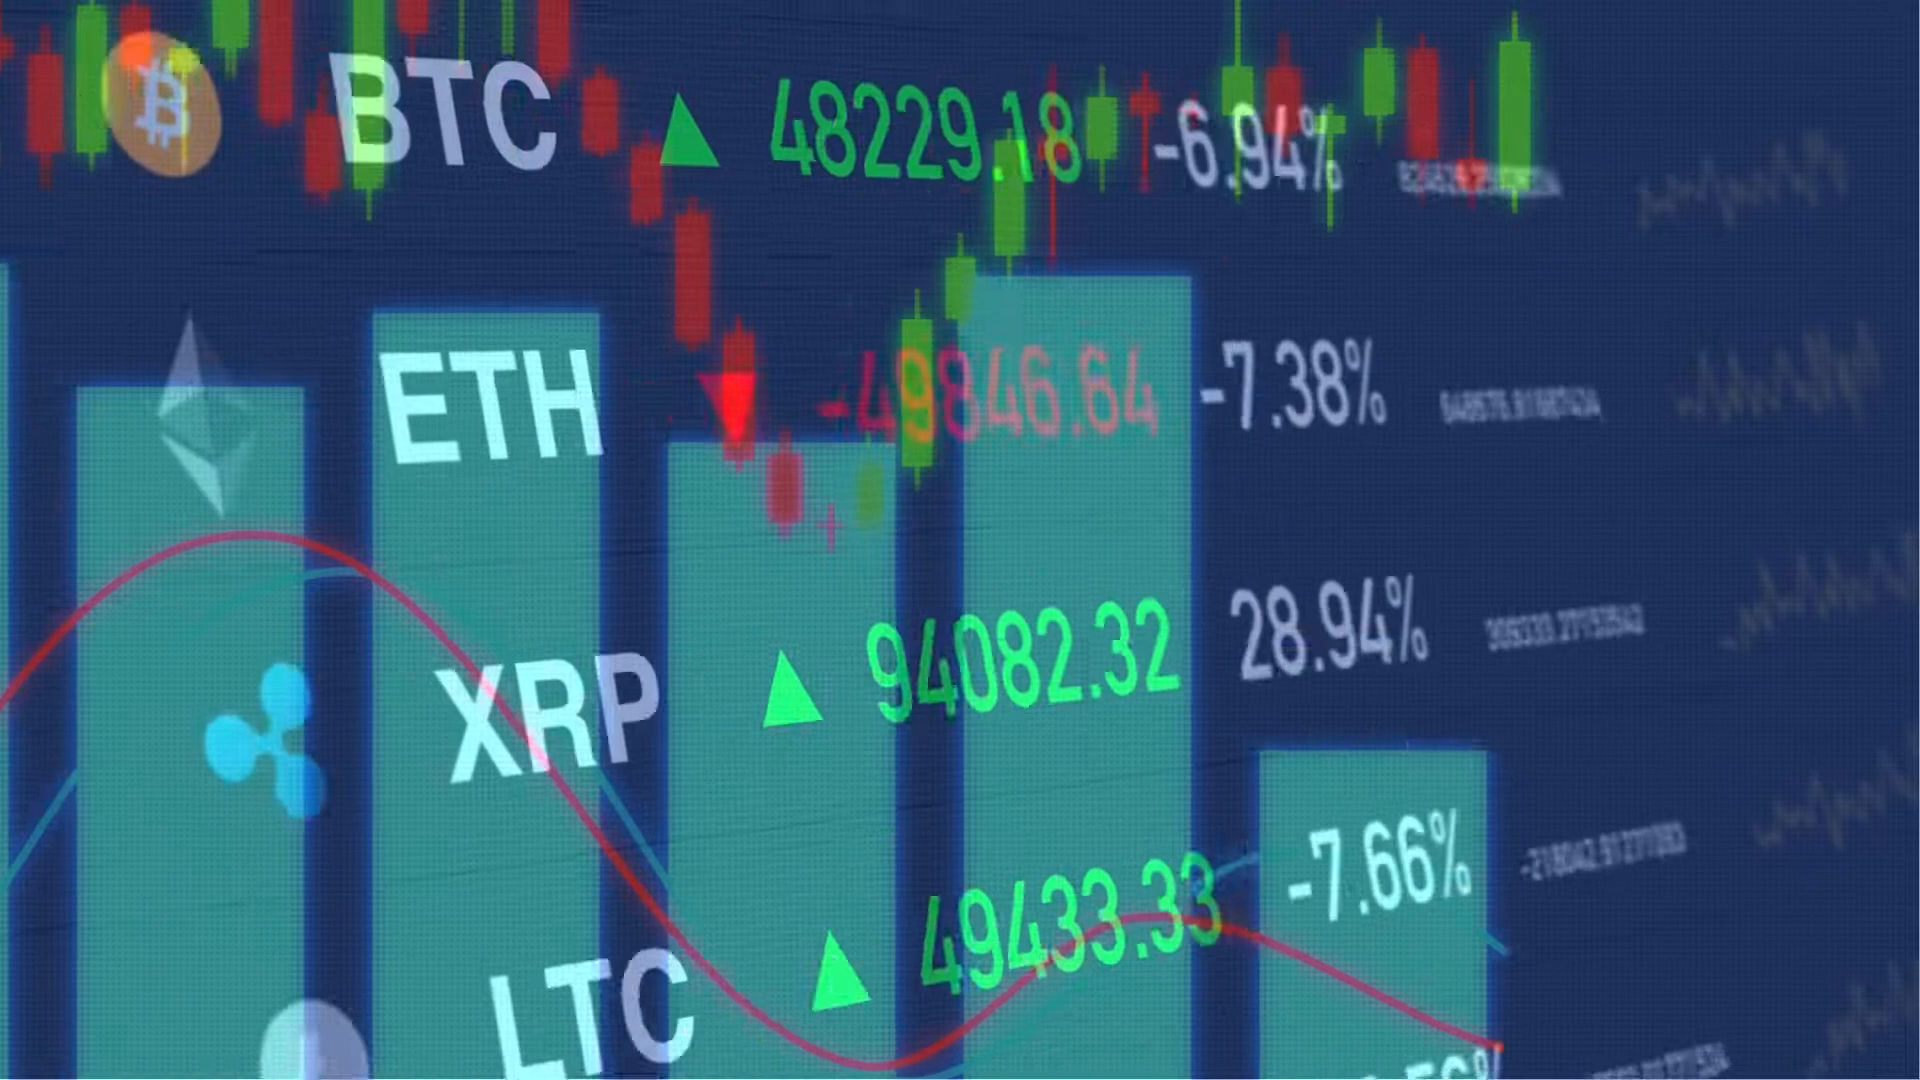 BTC ▲ 48229.18 -6.94%
ETH ▼ -49846.64 -7.38%
XRP ▲ 94082.32 28.94%
LTC ▲ 49433.33 -7.66%